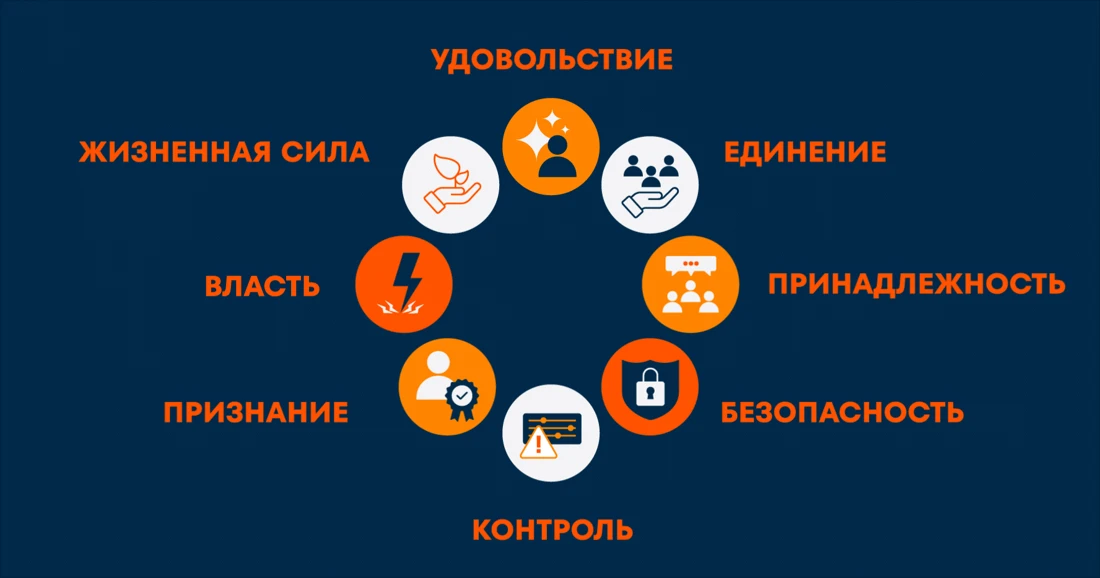 УДОВОЛЬСТВИЕ
ЖИЗНЕННАЯ СИЛА
ЕДИНЕНИЕ
ВЛАСТЬ
ПРИНАДЛЕЖНОСТЬ
ПРИЗНАНИЕ
БЕЗОПАСНОСТЬ
КОНТРОЛЬ